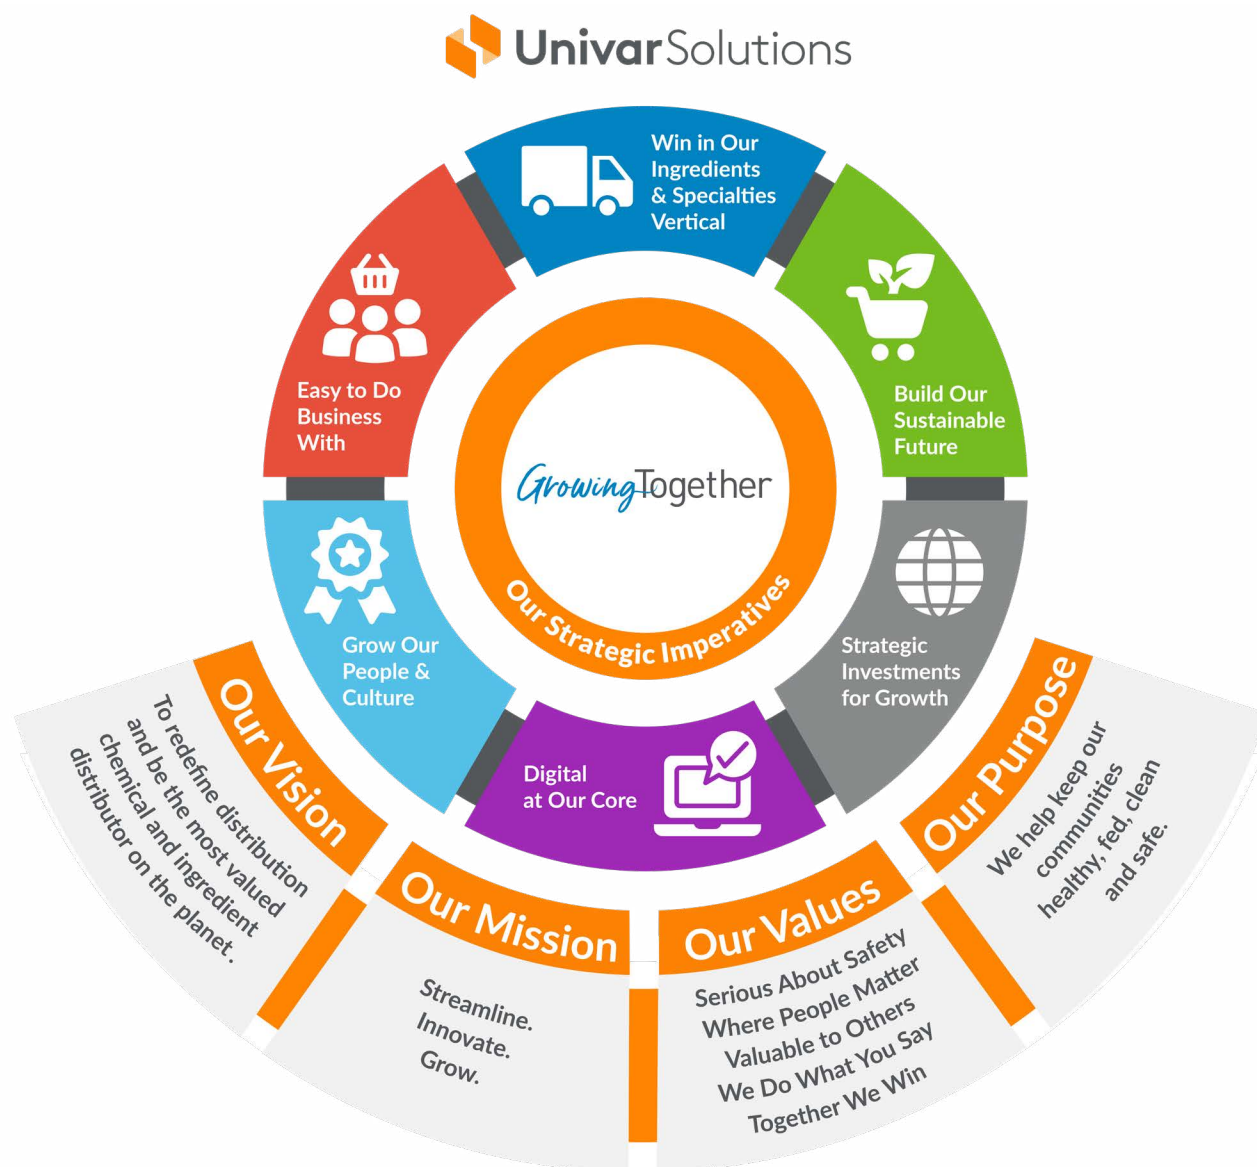 Univar Solutions
Win in Our
Ingredients
& Specialties
Vertical
Build Our
Sustainable
Future
Strategic
Investments
for Growth
Digital
at Our Core
Grow Our
People &
Culture
Easy to Do
Business
With
Growing Together
Our Strategic Imperatives
Our Vision
To redefine distribution
and be the most valued
chemical and ingredient
distributor on the planet.
Our Mission
Streamline.
Innovate.
Grow.
Our Values
Serious About Safety
Where People Matter
Valuable to Others
We Do What You Say
Together We Win
Our Purpose
We help keep our
communities
healthy, fed, clean
and safe.